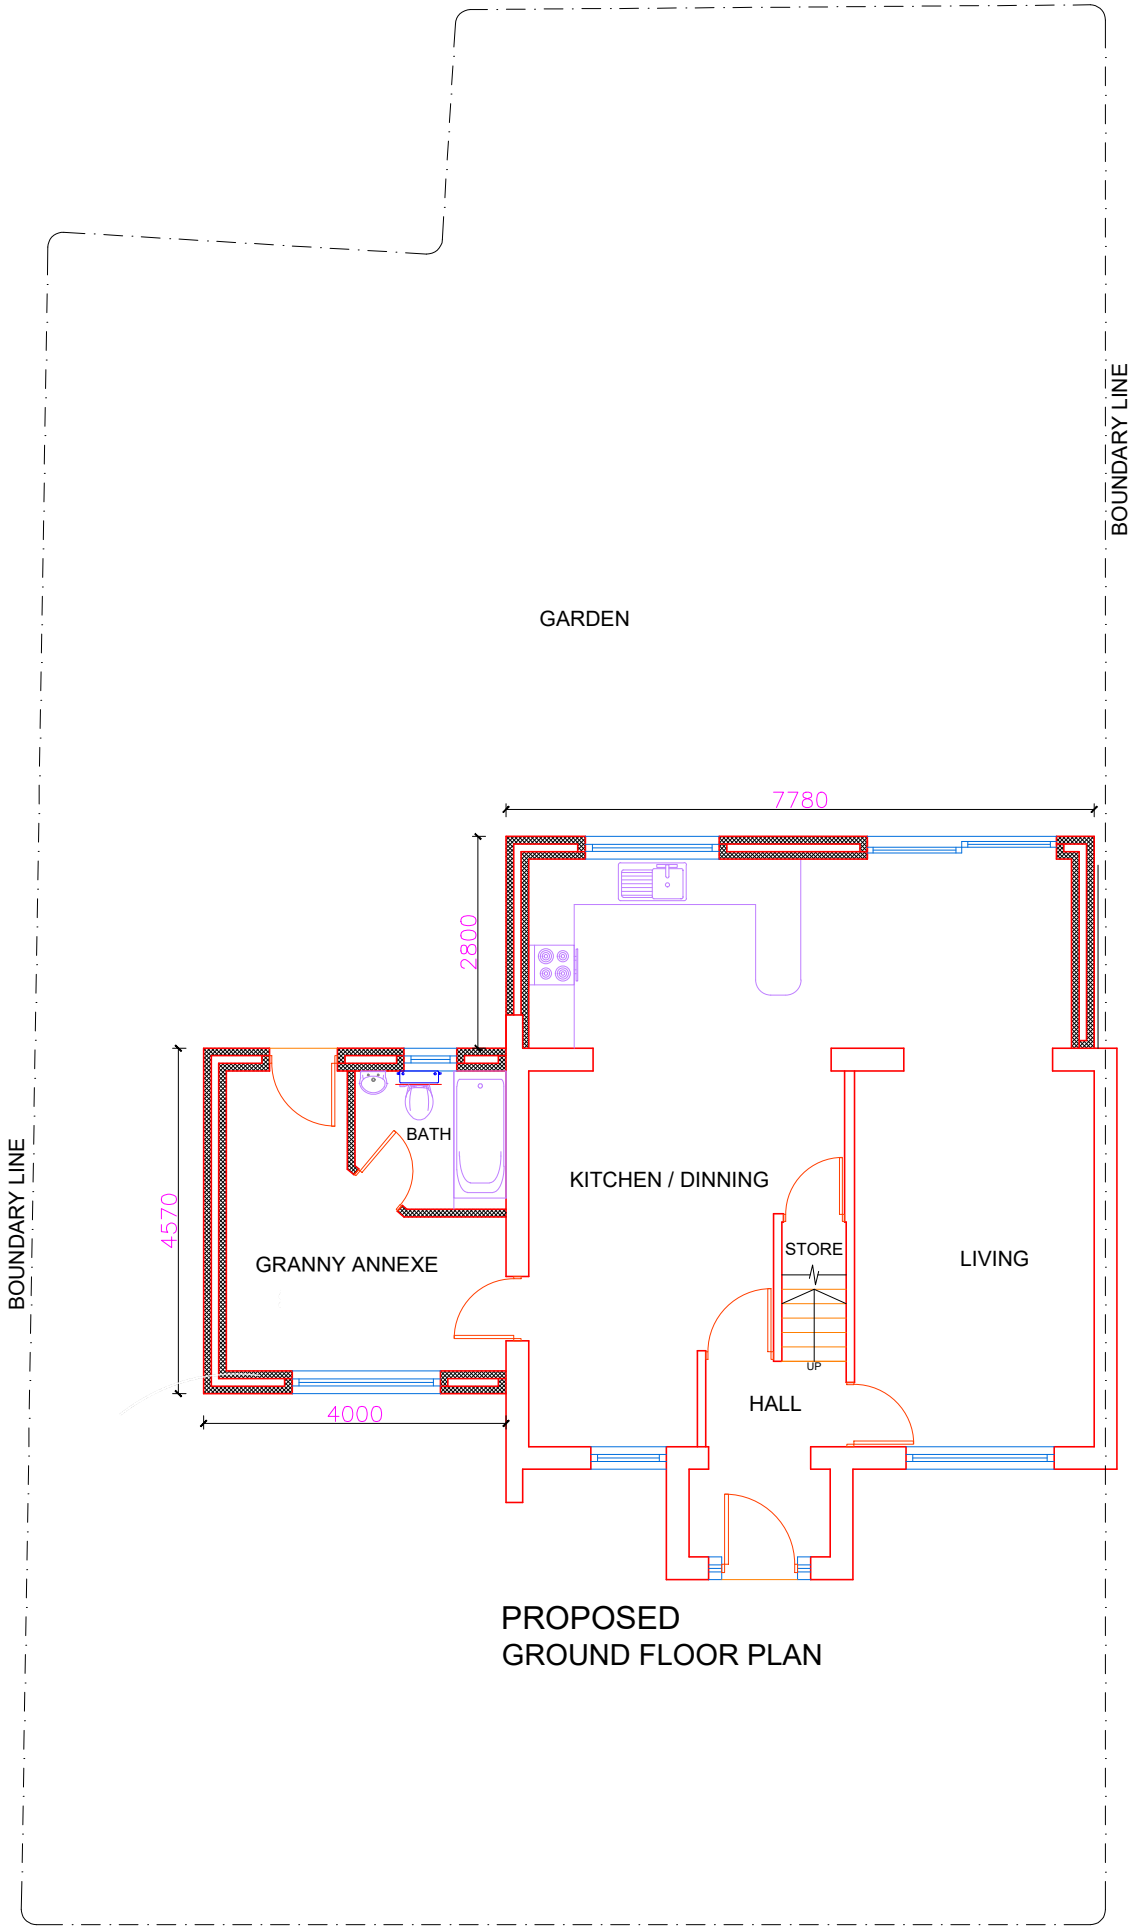 BOUNDARY LINE
GARDEN
7780
2800
BATH
BOUNDARY LINE
4570
KITCHEN / DINNING
STORE
GRANNY ANNEXE
LIVING
UP
HALL
4000
PROPOSED
GROUND FLOOR PLAN